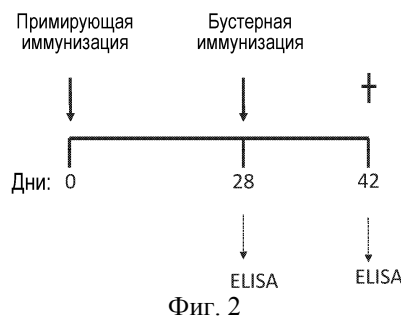 Примирующая Бустерная
иммунизация иммунизация
Дни: 0 28 42
ELISA ELISA
Фиг. 2